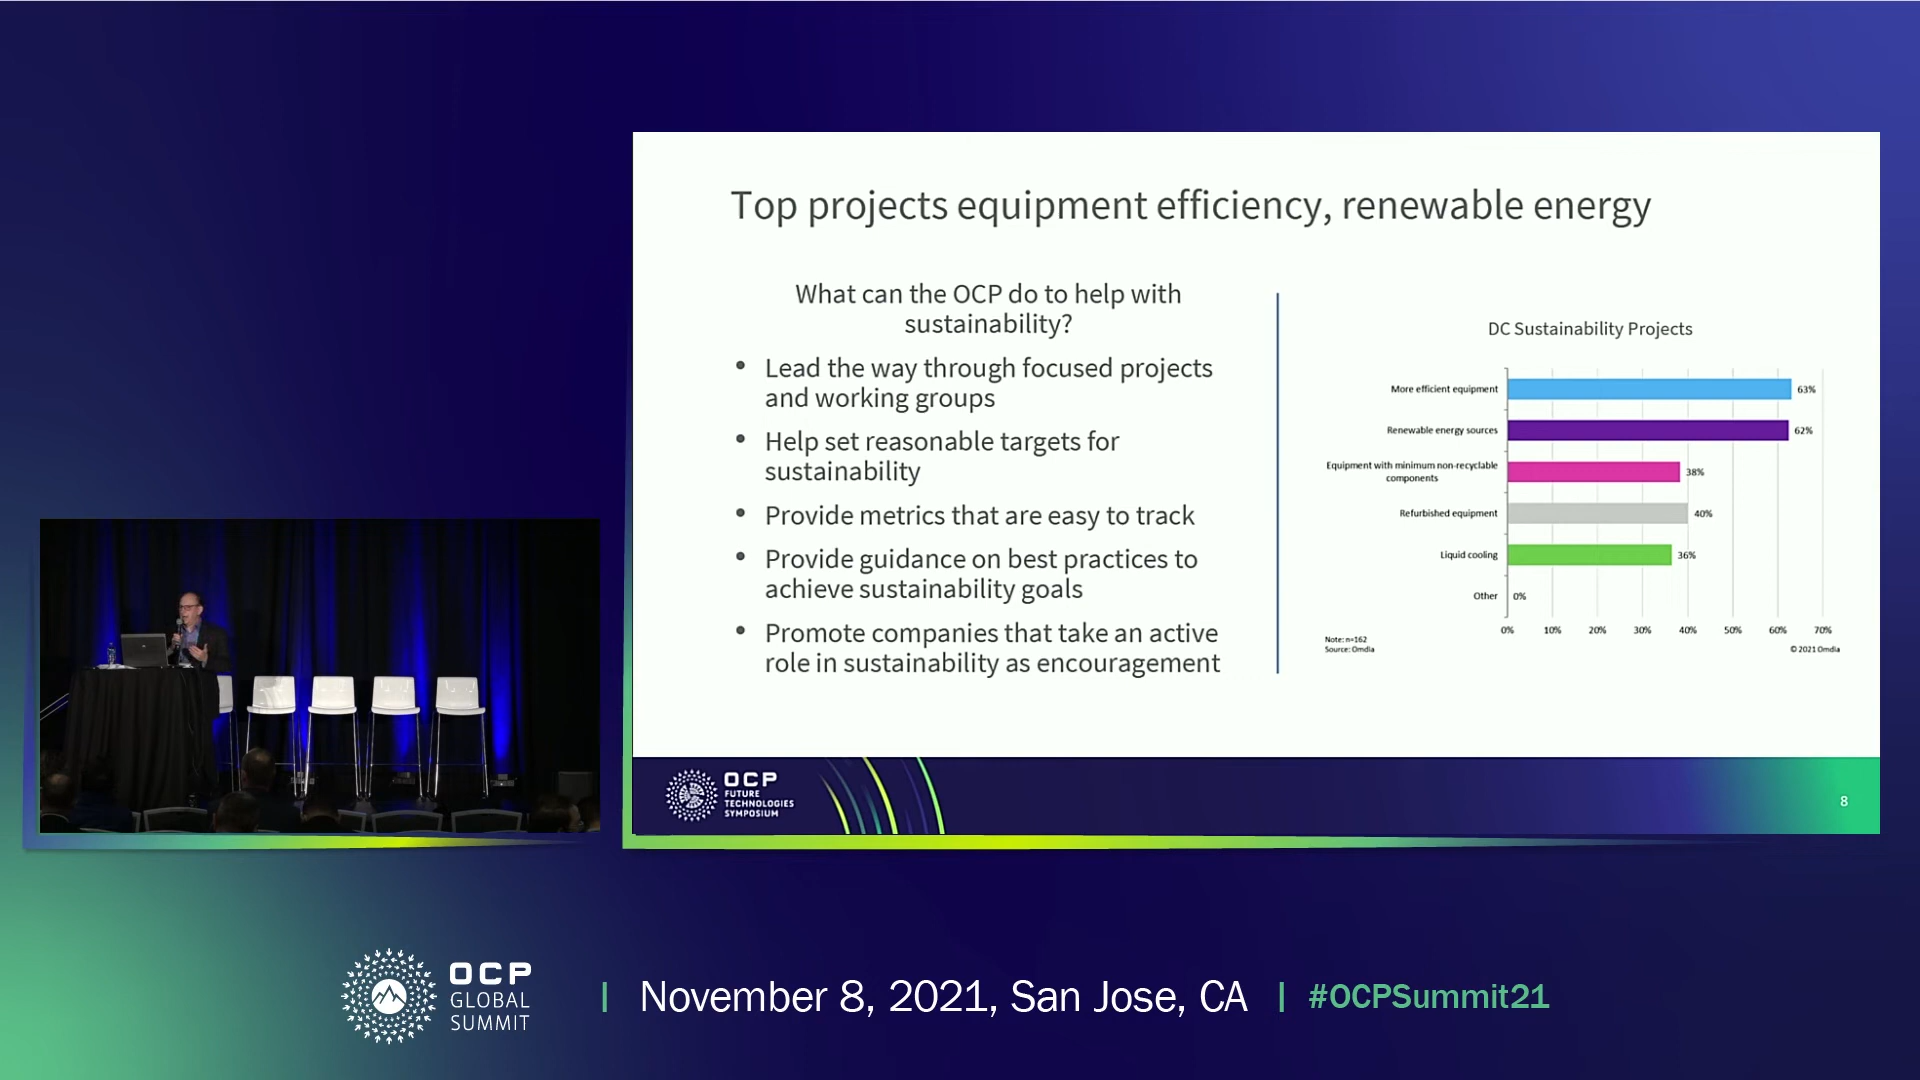 Top projects equipment efficiency, renewable energy
What can the OCP do to help with
sustainability?
• Lead the way through focused projects
and working groups
• Help set reasonable targets for
sustainability
• Provide metrics that are easy to track
• Provide guidance on best practices to
achieve sustainability goals
• Promote companies that take an active
role in sustainability as encouragement
DC Sustainability Projects
More efficient equipment 63%
Renewable energy sources 62%
Equipment with minimum non-recyclable
components 38%
Refurbished equipment 40%
Liquid cooling 36%
Other 0%
0% 10% 20% 30% 40% 50% 60% 70%
Note: n=162
Source: Omdia
© 2021 Omdia
OCP
FUTURE
TECHNOLOGIES
SYMPOSIUM
8
OCP
GLOBAL
SUMMIT
| November 8, 2021, San Jose, CA | #OCPSummit21